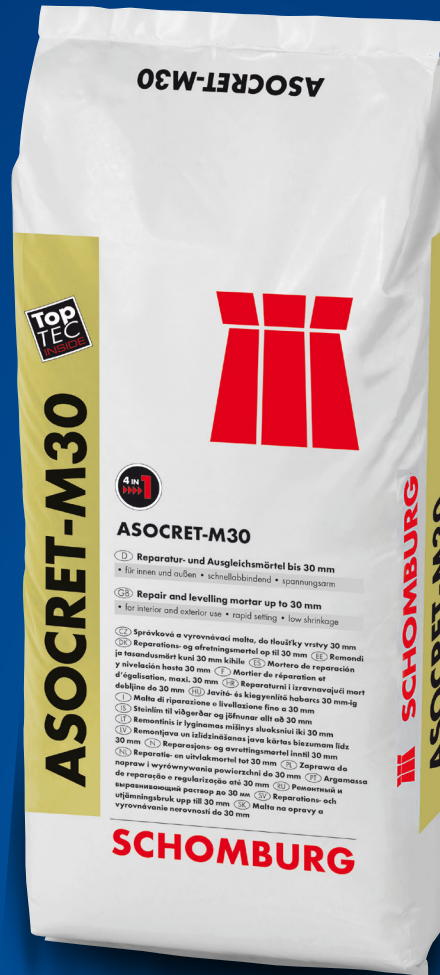 ASOCRET-M30
TOP
TEC
INSIDE
ASOCRET-M30
4 IN 1
ASOCRET-M30
D Reparatur- und Ausgleichsmörtel bis 30 mm
• für innen und außen • schnellabbindend • spannungsarm
GB Repair and levelling mortar up to 30 mm
• for interior and exterior use • rapid setting • low shrinkage
CZ Správková a vyrovnávací malta, do tloušťky vrstvy 30 mm
DK Reparations- og afretningsmørtel op til 30 mm EE Remondi
ja tasandusmört kuni 30 mm kihile ES Mortero de reparación
y nivelación hasta 30 mm F Mortier de réparation et
d'égalisation, maxi. 30 mm HR Reparaturni i izravnavajući mort
debljine do 30 mm HU Javító- és kiegyenlítő habarcs 30 mm-ig
I Malta di riparazione e livellazione fino a 30 mm
IS Steinlím til viðgerðar og jöfnunar allt að 30 mm
LT Remontinis ir lyginamas mišinys sluoksniui iki 30 mm
LV Remontjava un izlīdzināšanas java kārtas biezumam līdz
30 mm N Reparasjons- og avrettingsmørtel inntil 30 mm
NL Reparatie- en uitvlakmortel tot 30 mm PL Zaprawa do
napraw i wyrównywania powierzchni do 30 mm PT Argamassa
de reparação e regularização até 30 mm RU Ремонтный и
выравнивающий раствор до 30 мм SV Reparations- och
utjämningsbruk upp till 30 mm SK Malta na opravy a
vyrovnávanie nerovností do 30 mm
SCHOMBURG
SCHOMBURG